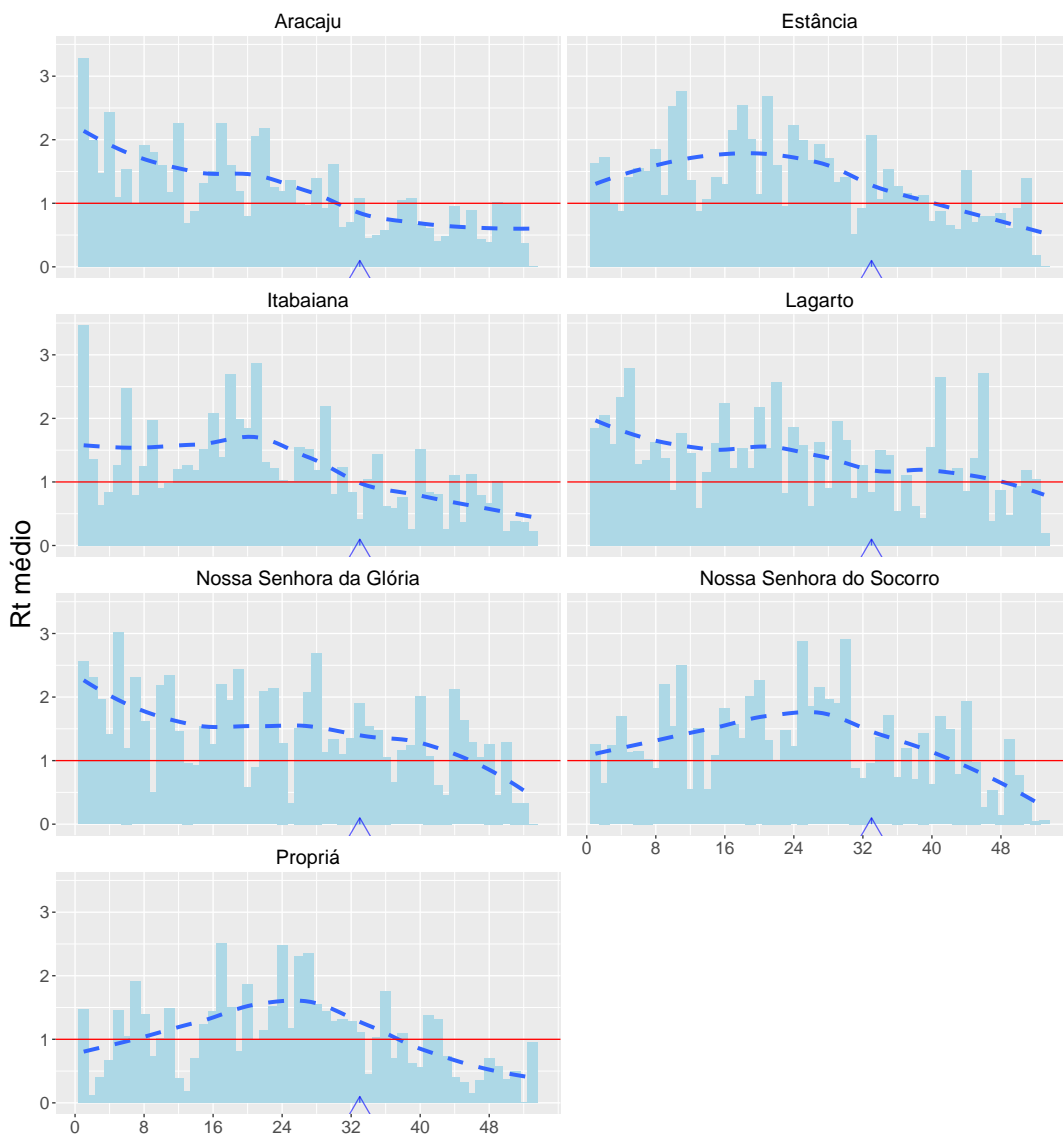 Aracaju
Estância
3
2
1
0
Itabaiana
Lagarto
3
2
1
0
Rt médio
Nossa Senhora da Glória
Nossa Senhora do Socorro
3
2
1
0
0 8 16 24 32 40 48
Propriá
3
2
1
0
0 8 16 24 32 40 48